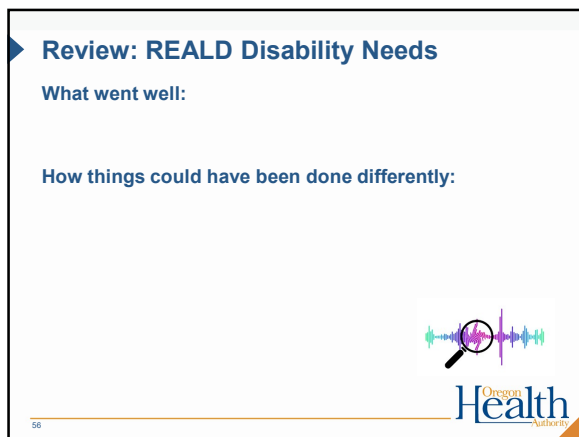 Review: REALD Disability Needs
What went well:
How things could have been done differently:
Oregon
Health
Authority
56